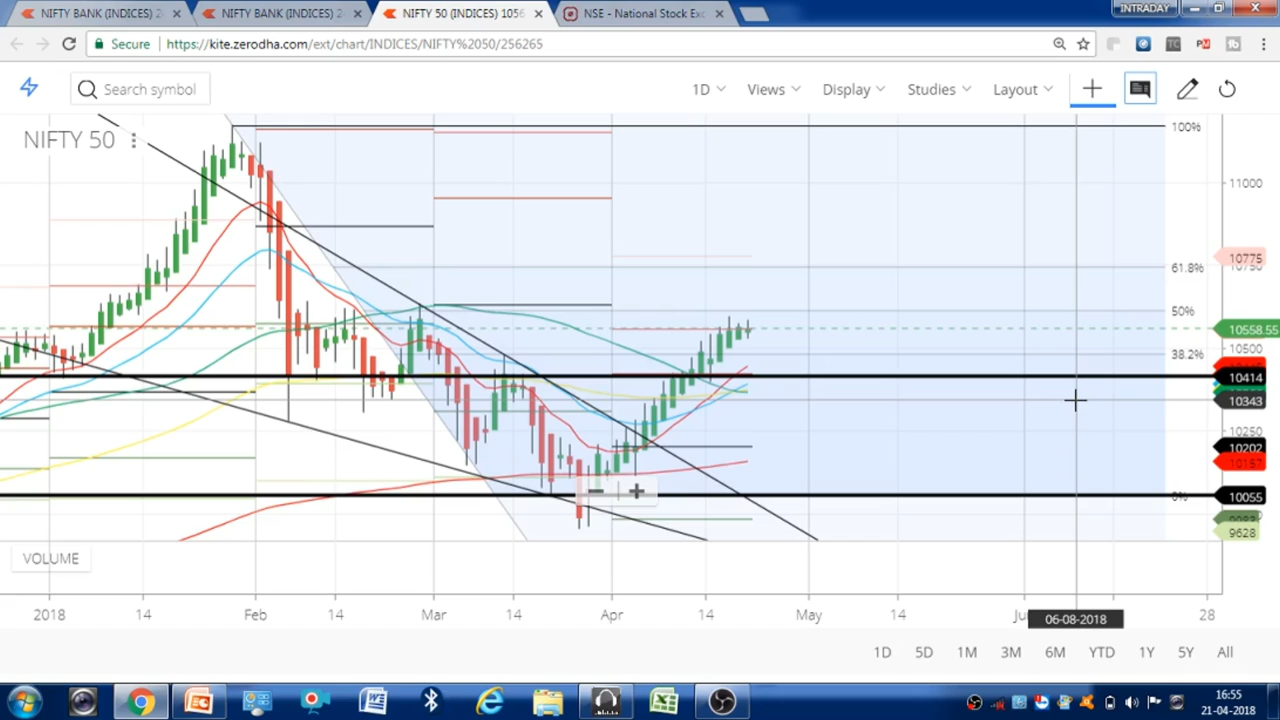 NIFTY BANK (INDICES) 2
NIFTY BANK (INDICES) 2
NIFTY 50 (INDICES) 1056
NSE - National Stock Exc
INTRADAY
Secure
https://kite.zerodha.com/ext/chart/INDICES/NIFTY%2050/256265
Search symbol
1D
Views
Display
Studies
Layout
NIFTY 50
100%
11000
10775
61.8%
50%
10558.55
10500
38.2%
10414
10343
10250
10202
10157
0%
10055
9628
VOLUME
2018
14
Feb
14
Mar
14
Apr
14
May
14
28
06-08-2018
1D
5D
1M
3M
6M
YTD
1Y
5Y
All
16:55
21-04-2018